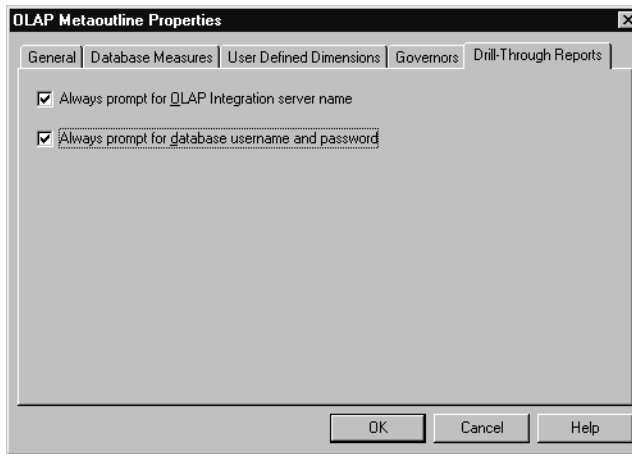 OLAP Metaoutline Properties
General Database Measures User Defined Dimensions Governors Drill-Through Reports
Always prompt for OLAP Integration server name
Always prompt for database username and password
OK Cancel Help